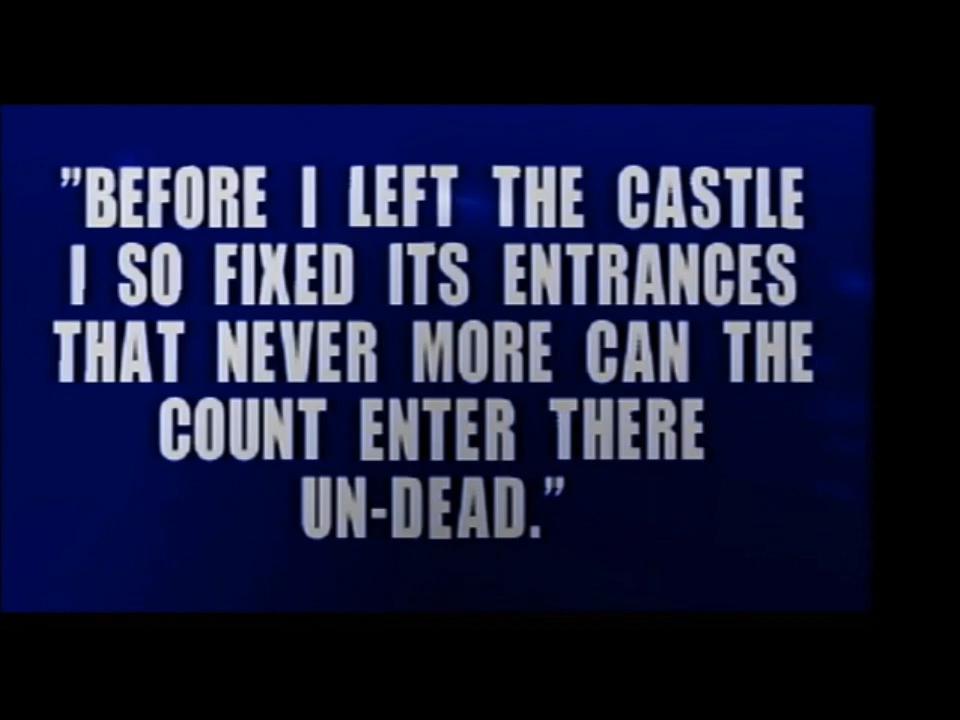 "BEFORE I LEFT THE CASTLE
I SO FIXED ITS ENTRANCES
THAT NEVER MORE CAN THE
COUNT ENTER THERE
UN-DEAD."